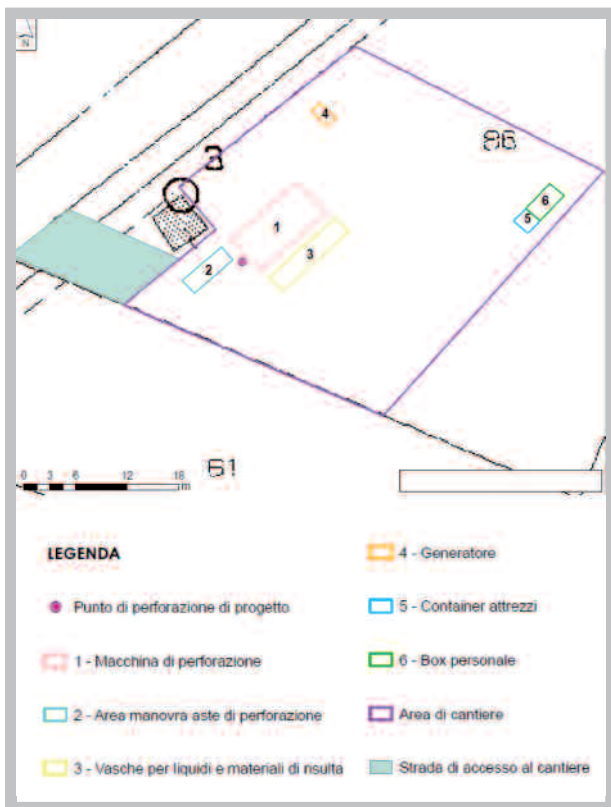 N
4
3
86
6
5
1
3
2
0 3 6 12 18
m
61
LEGENDA
4 - Generatore
Punto di perforazione di progetto
5 - Container attrezzi
1 - Macchina di perforazione
6 - Box personale
2 - Area manovra aste di perforazione
Area di cantiere
3 - Vasche per liquidi e materiali di risulta
Strada di accesso al cantiere